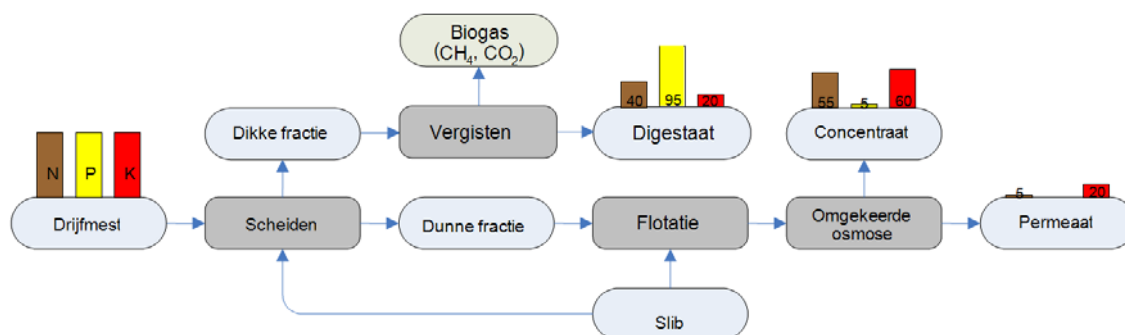 Biogas
(CH4, CO2)
40
95
20
55
5
60
Dikke fractie
Vergisten
Digestaat
Concentraat
N
P
K
5
20
Drijfmest
Scheiden
Dunne fractie
Flotatie
Omgekeerde
osmose
Permeaat
Slib